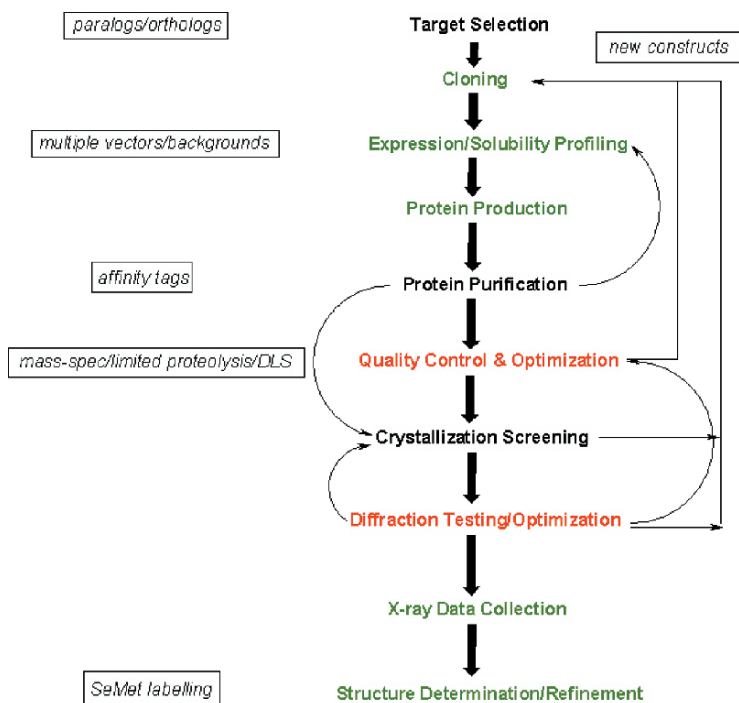 paralogs/orthologs
Target Selection
new constructs
Cloning
multiple vectors/backgrounds
Expression/Solubility Profiling
Protein Production
affinity tags
Protein Purification
mass-spec/limited proteolysis/DLS
Quality Control & Optimization
Crystallization Screening
Diffraction Testing/Optimization
X-ray Data Collection
SeMet labelling
Structure Determination/Refinement